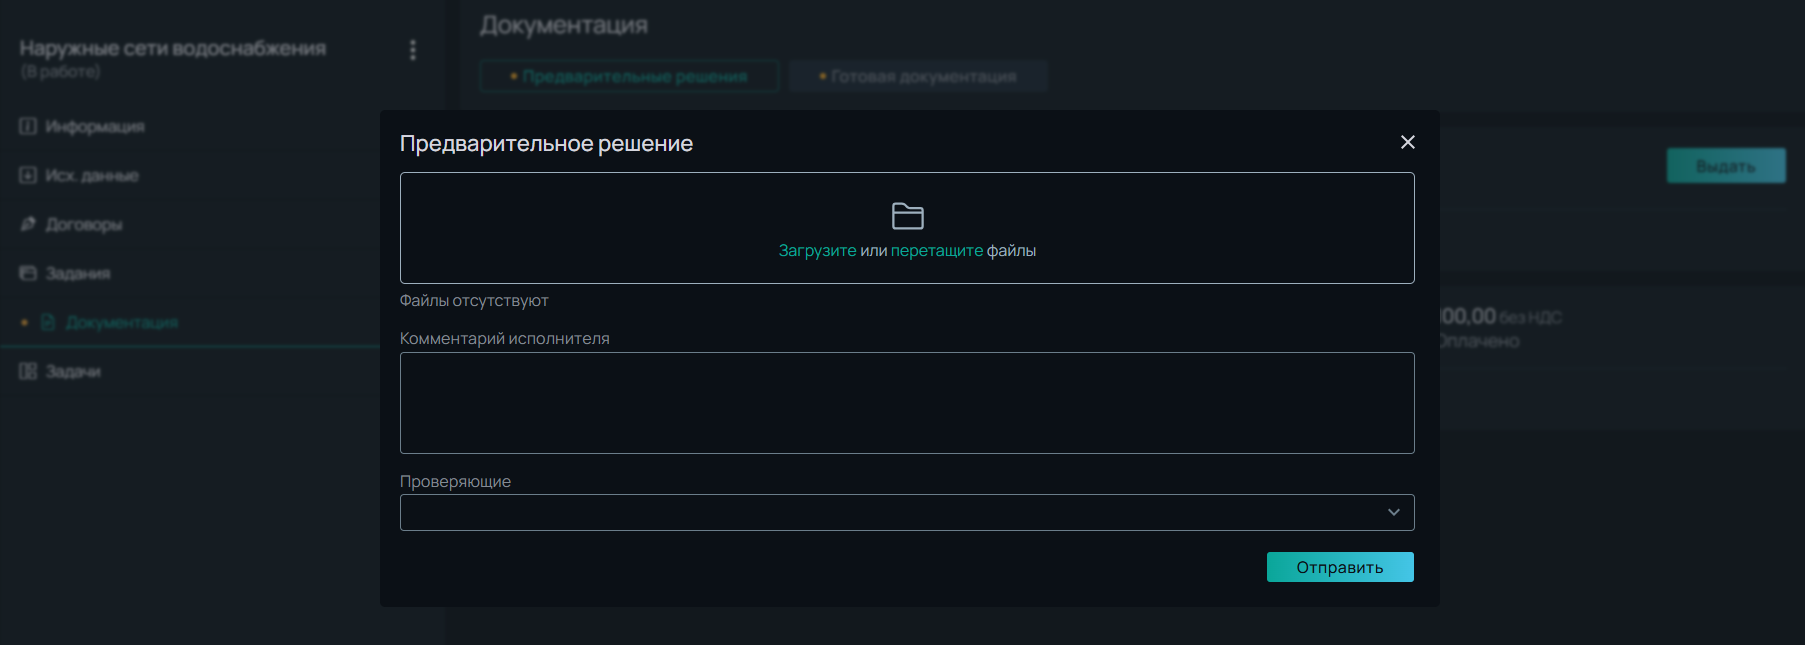 Наружные сети водоснабжения
(В работе)
Информация
Исх. данные
Договоры
Задания
Документация
Задачи
Документация
Предварительные решения
Готовая документация
Выдать
Предварительное решение
Загрузите или перетащите файлы
Файлы отсутствуют
Комментарий исполнителя
Проверяющие
Отправить
00,00 без НДС
Оплачено